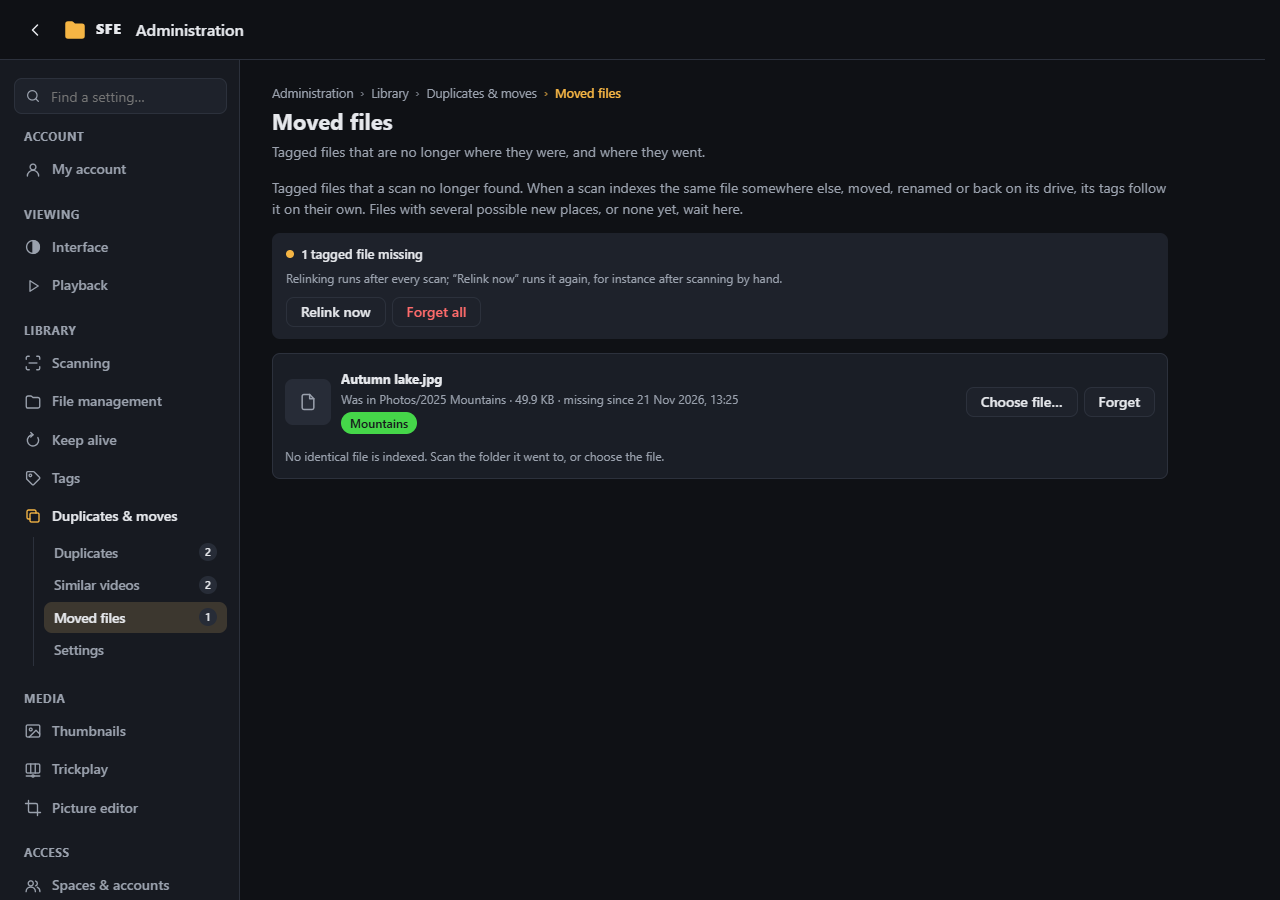 SFE Administration
Find a setting...
ACCOUNT
My account
VIEWING
Interface
Playback
LIBRARY
Scanning
File management
Keep alive
Tags
Duplicates & moves
Duplicates 2
Similar videos 2
Moved files 1
Settings
MEDIA
Thumbnails
Trickplay
Picture editor
ACCESS
Spaces & accounts
Administration › Library › Duplicates & moves › Moved files
Moved files
Tagged files that are no longer where they were, and where they went.
Tagged files that a scan no longer found. When a scan indexes the same file somewhere else, moved, renamed or back on its drive, its tags follow
it on their own. Files with several possible new places, or none yet, wait here.
1 tagged file missing
Relinking runs after every scan; “Relink now” runs it again, for instance after scanning by hand.
Relink now Forget all
Autumn lake.jpg
Was in Photos/2025 Mountains · 49.9 KB · missing since 21 Nov 2026, 13:25
Mountains
Choose file... Forget
No identical file is indexed. Scan the folder it went to, or choose the file.